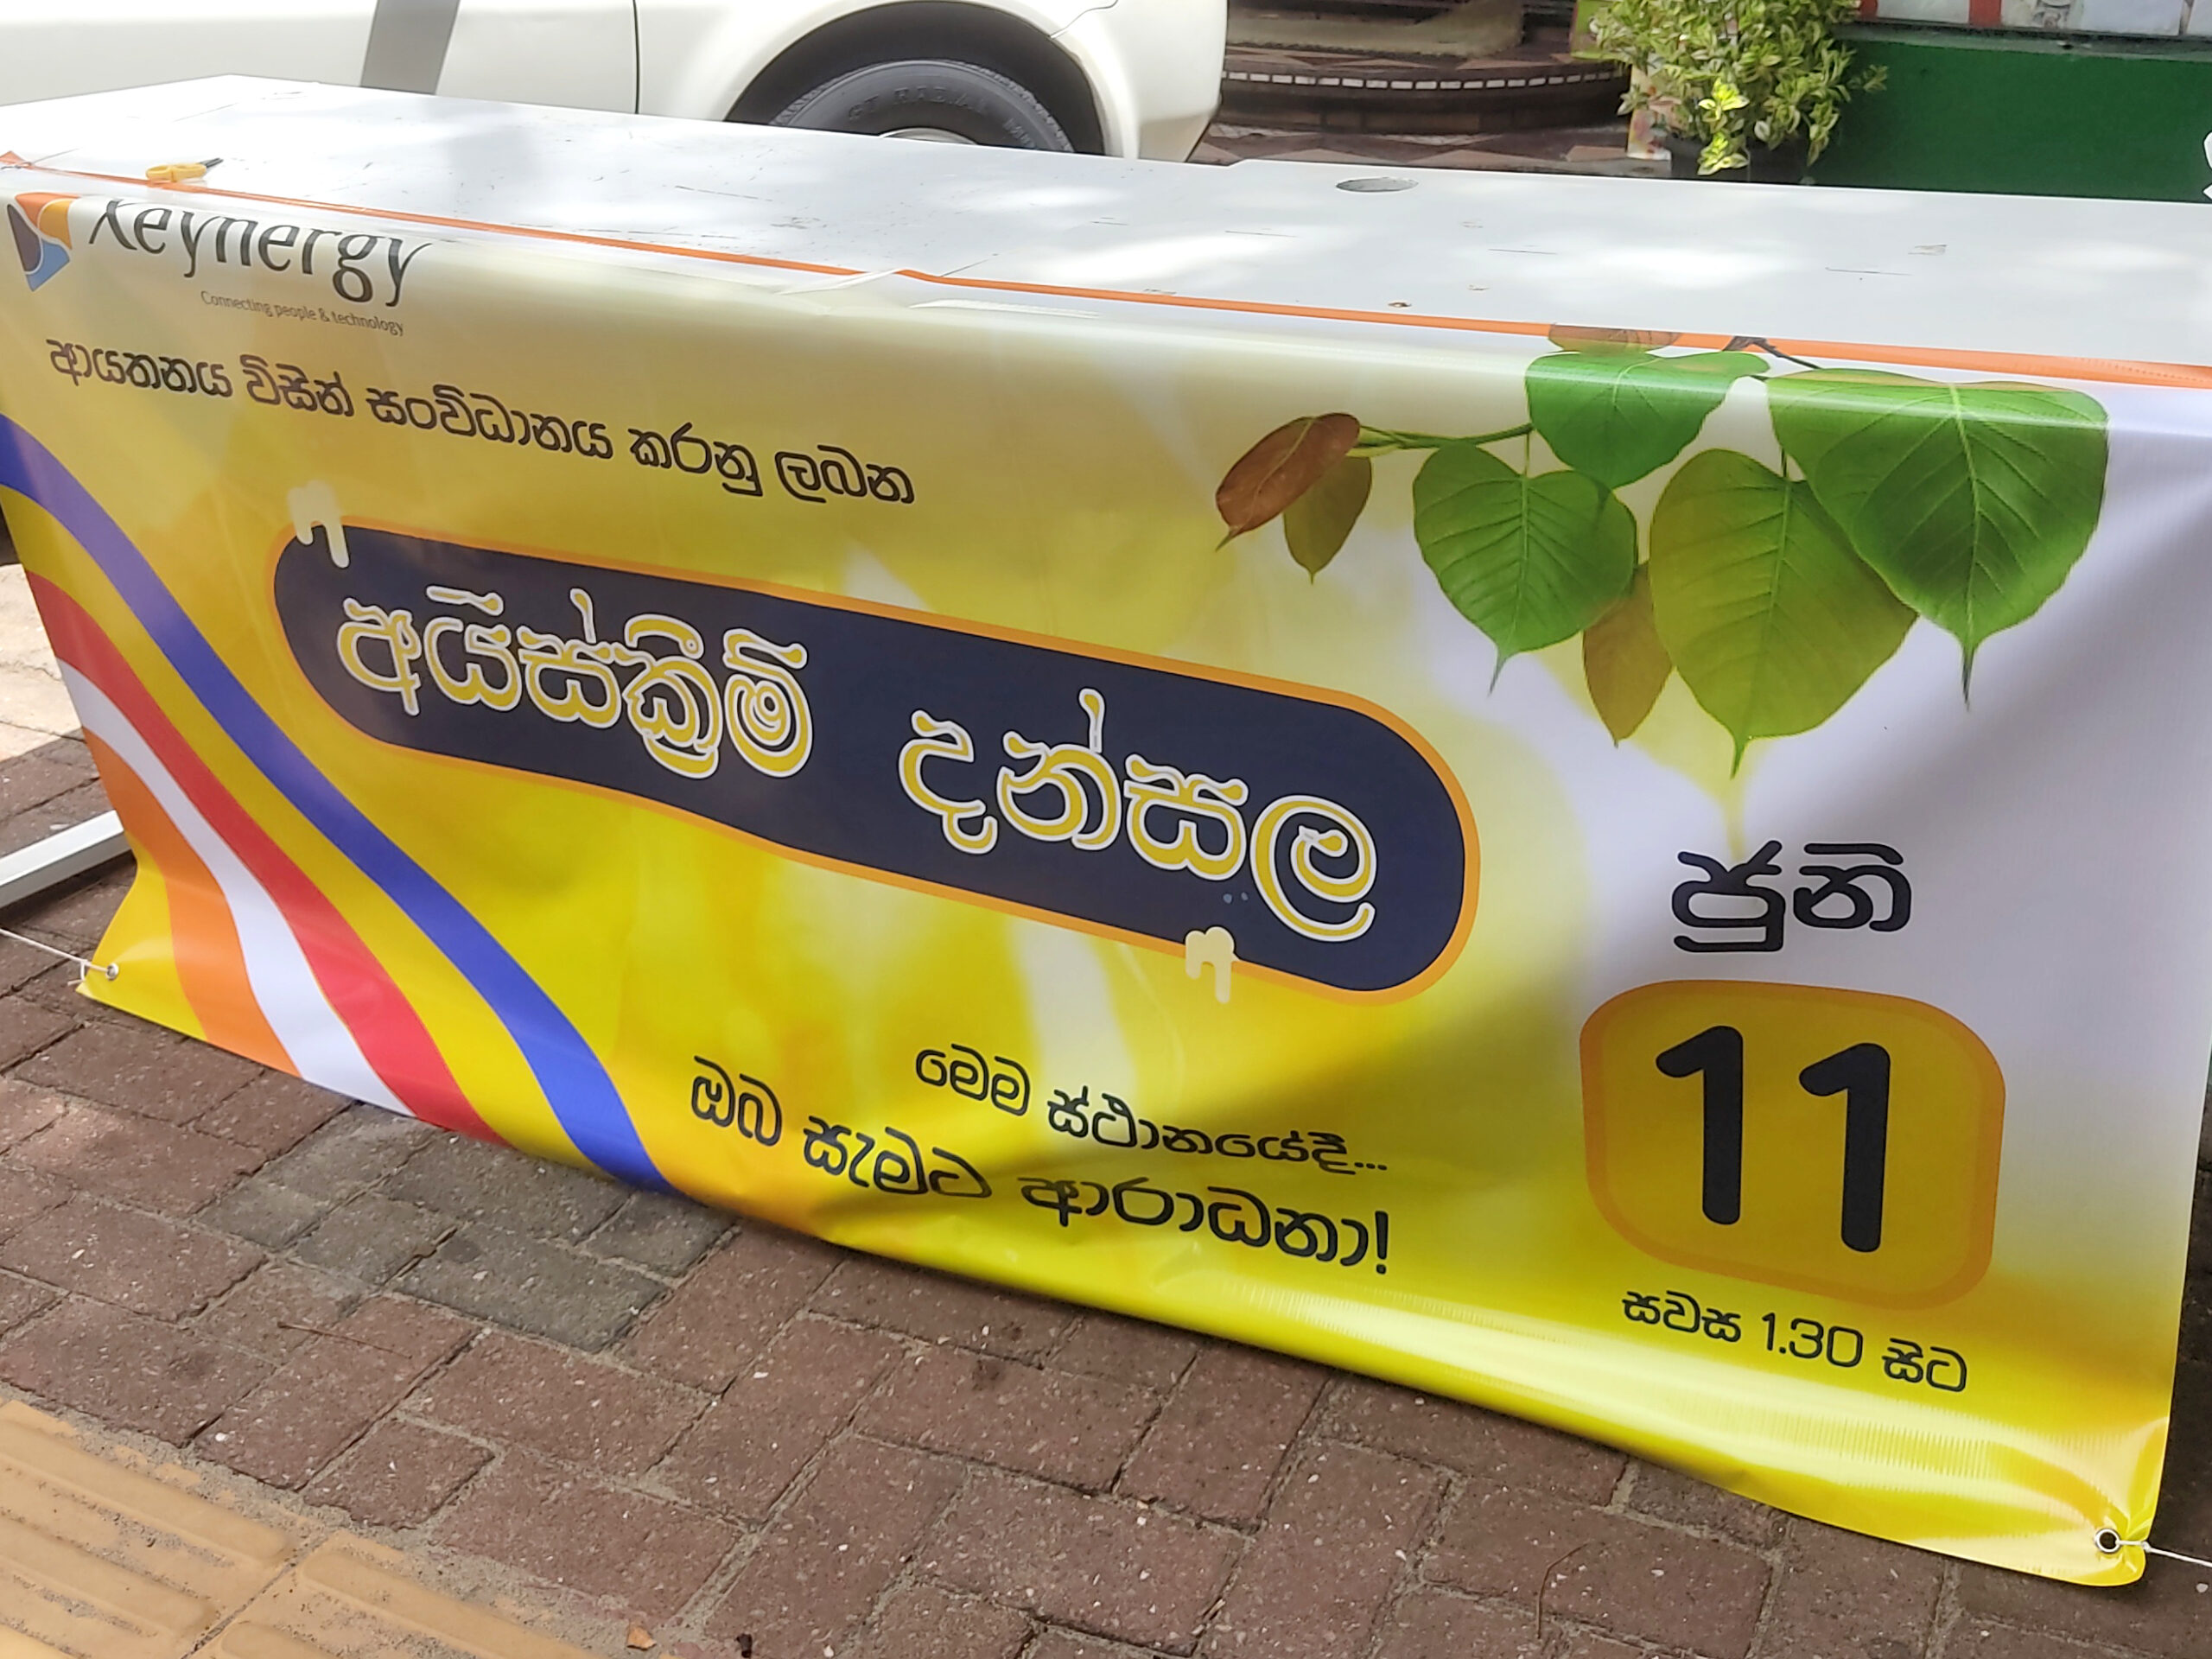 Xeynergy
Connecting people & technology
ආයතනය විසින් සංවිධානය කරනු ලබන
අයිස්ක්‍රීම් දන්සල
ජුනි
11
සවස 1.30 සිට
මෙම ස්ථානයේදී...
ඔබ සැමට ආරාධනා!